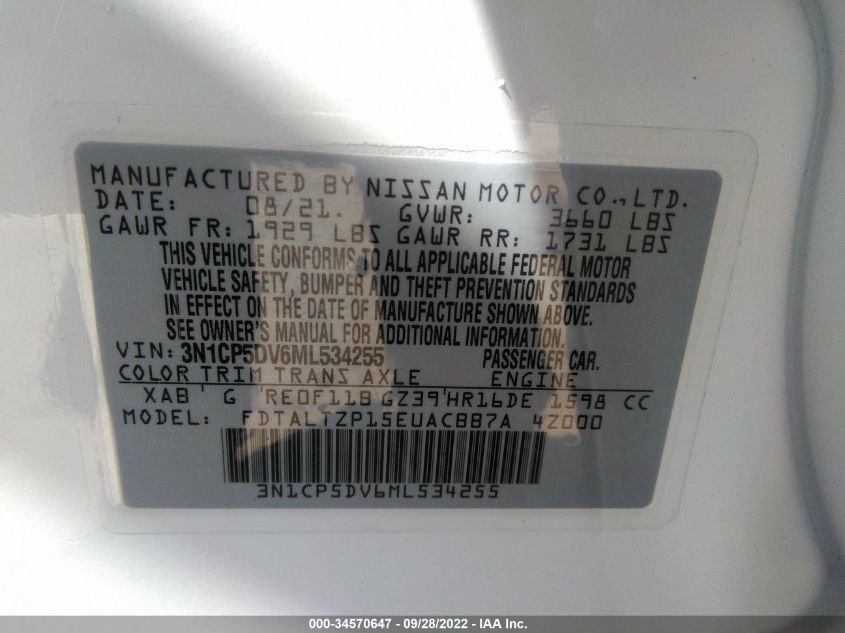 MANUFACTURED BY NISSAN MOTOR CO., LTD.
DATE: 08/21. GVWR: 3660 LBS
GAWR FR: 1929 LBS GAWR RR: 1731 LBS
THIS VEHICLE CONFORMS TO ALL APPLICABLE FEDERAL MOTOR
VEHICLE SAFETY, BUMPER AND THEFT PREVENTION STANDARDS
IN EFFECT ON THE DATE OF MANUFACTURE SHOWN ABOVE.
SEE OWNER'S MANUAL FOR ADDITIONAL INFORMATION.
VIN: 3N1CP5DV6ML534255 PASSENGER CAR.
COLOR TRIM TRANS AXLE ENGINE
XAB G RE0F11B GZ39 HR16DE 1598 CC
MODEL: FDTALTZP15EUACBB7A 4Z000
3N1CP5DV6ML534255
000-34570647 - 09/28/2022 - IAA Inc.